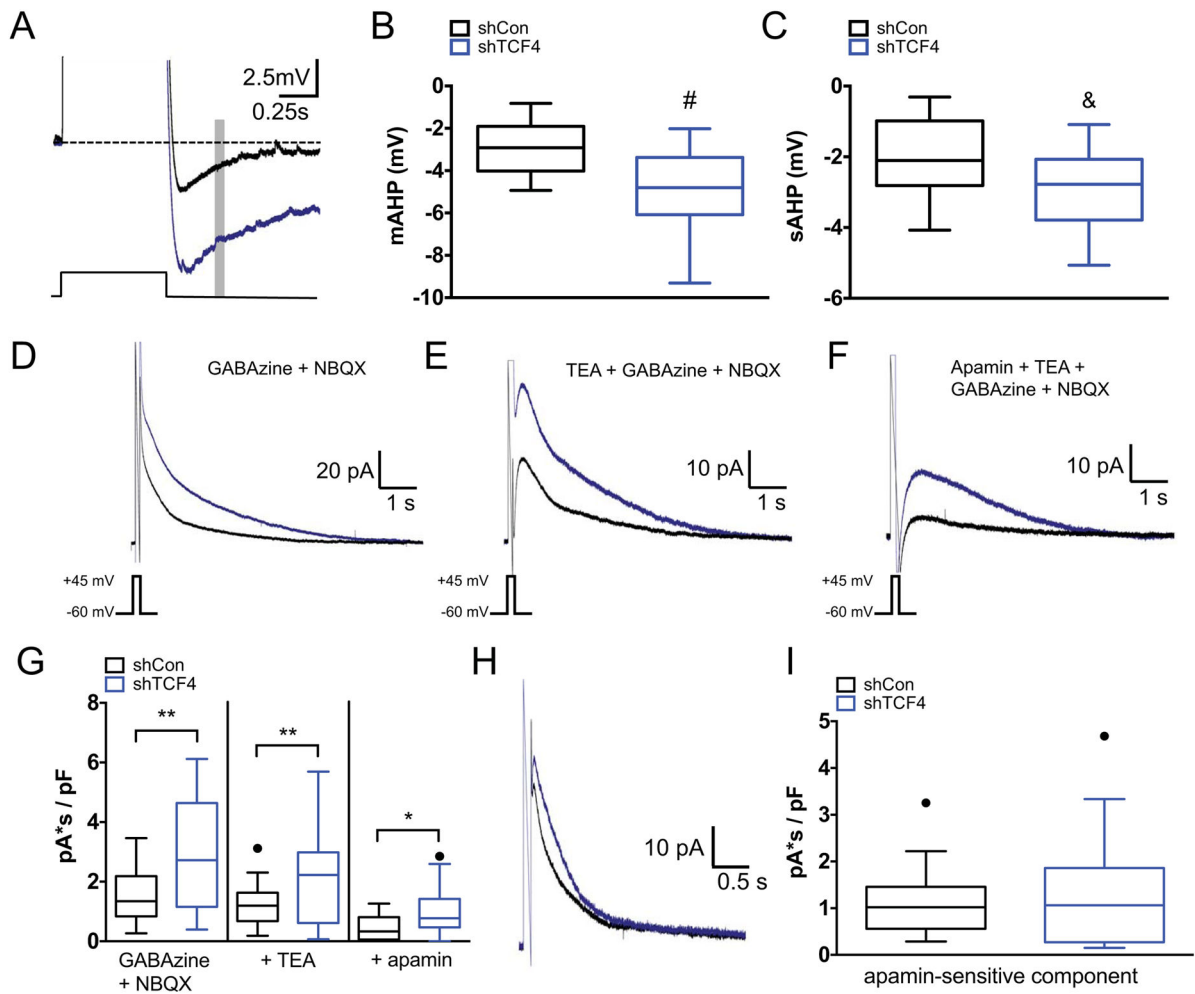 A
2.5mV
0.25s
B
shCon
shTCF4
mAHP (mV)
0
-2
-4
-6
-8
-10
#
C
shCon
shTCF4
sAHP (mV)
0
-2
-4
-6
&
D
GABAzine + NBQX
20 pA
1 s
+45 mV
-60 mV
E
TEA + GABAzine + NBQX
10 pA
1 s
+45 mV
-60 mV
F
Apamin + TEA +
GABAzine + NBQX
10 pA
1 s
+45 mV
-60 mV
G
shCon
shTCF4
pA*s / pF
8
6
4
2
0
**
**
*
GABAzine
+ NBQX
+ TEA
+ apamin
H
10 pA
0.5 s
I
shCon
shTCF4
pA*s / pF
5
4
3
2
1
0
apamin-sensitive component